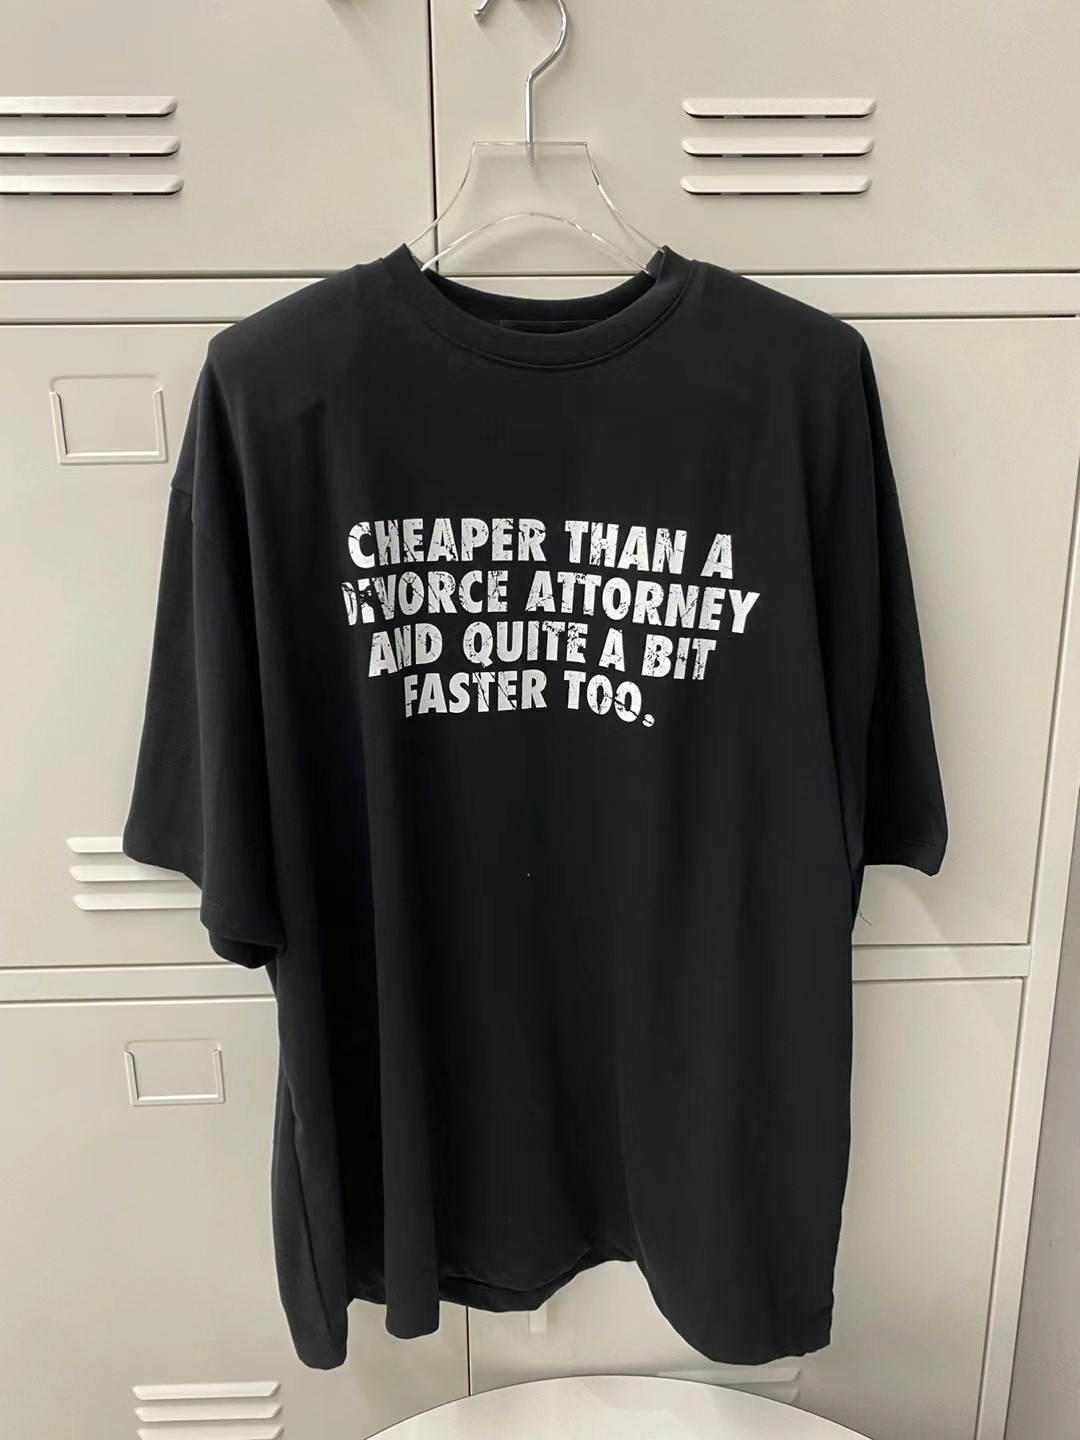 CHEAPER THAN A
DIVORCE ATTORNEY
AND QUITE A BIT
FASTER TOO.